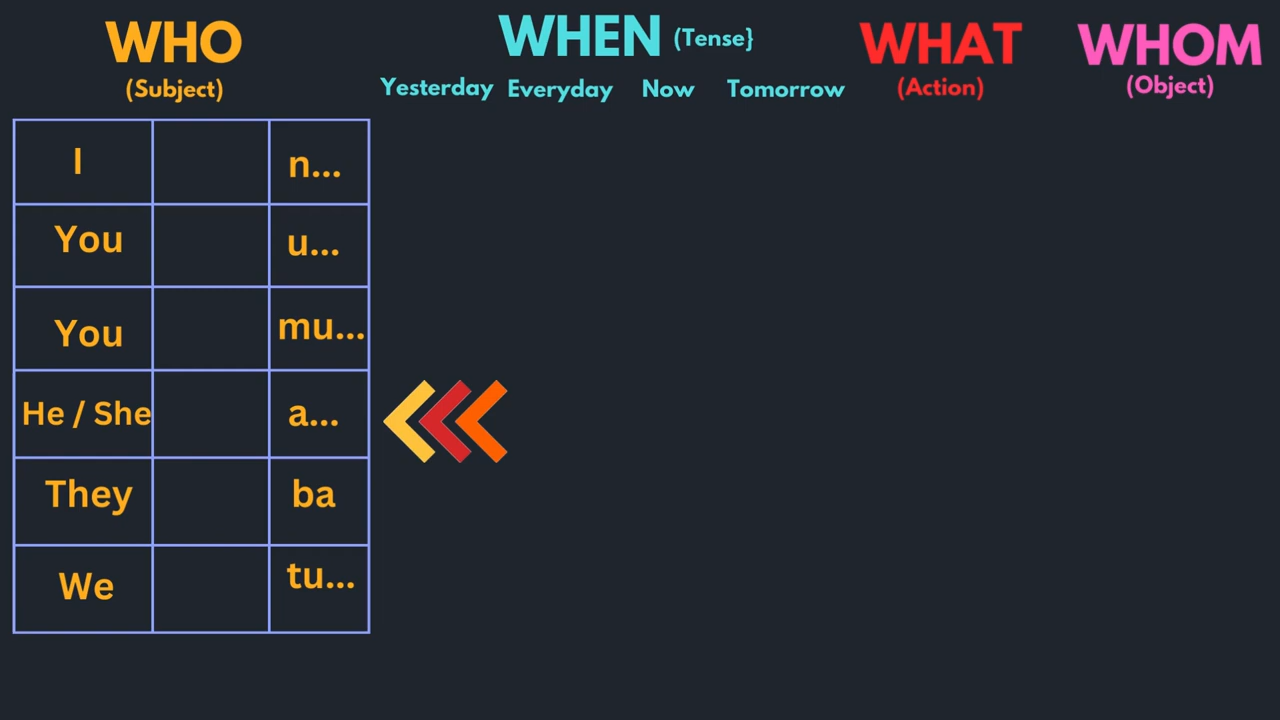 WHO
(Subject)
WHEN (Tense}
Yesterday Everyday Now Tomorrow
WHAT
(Action)
WHOM
(Object)
I n...
You u...
You mu...
He / She a...
They ba
We tu...